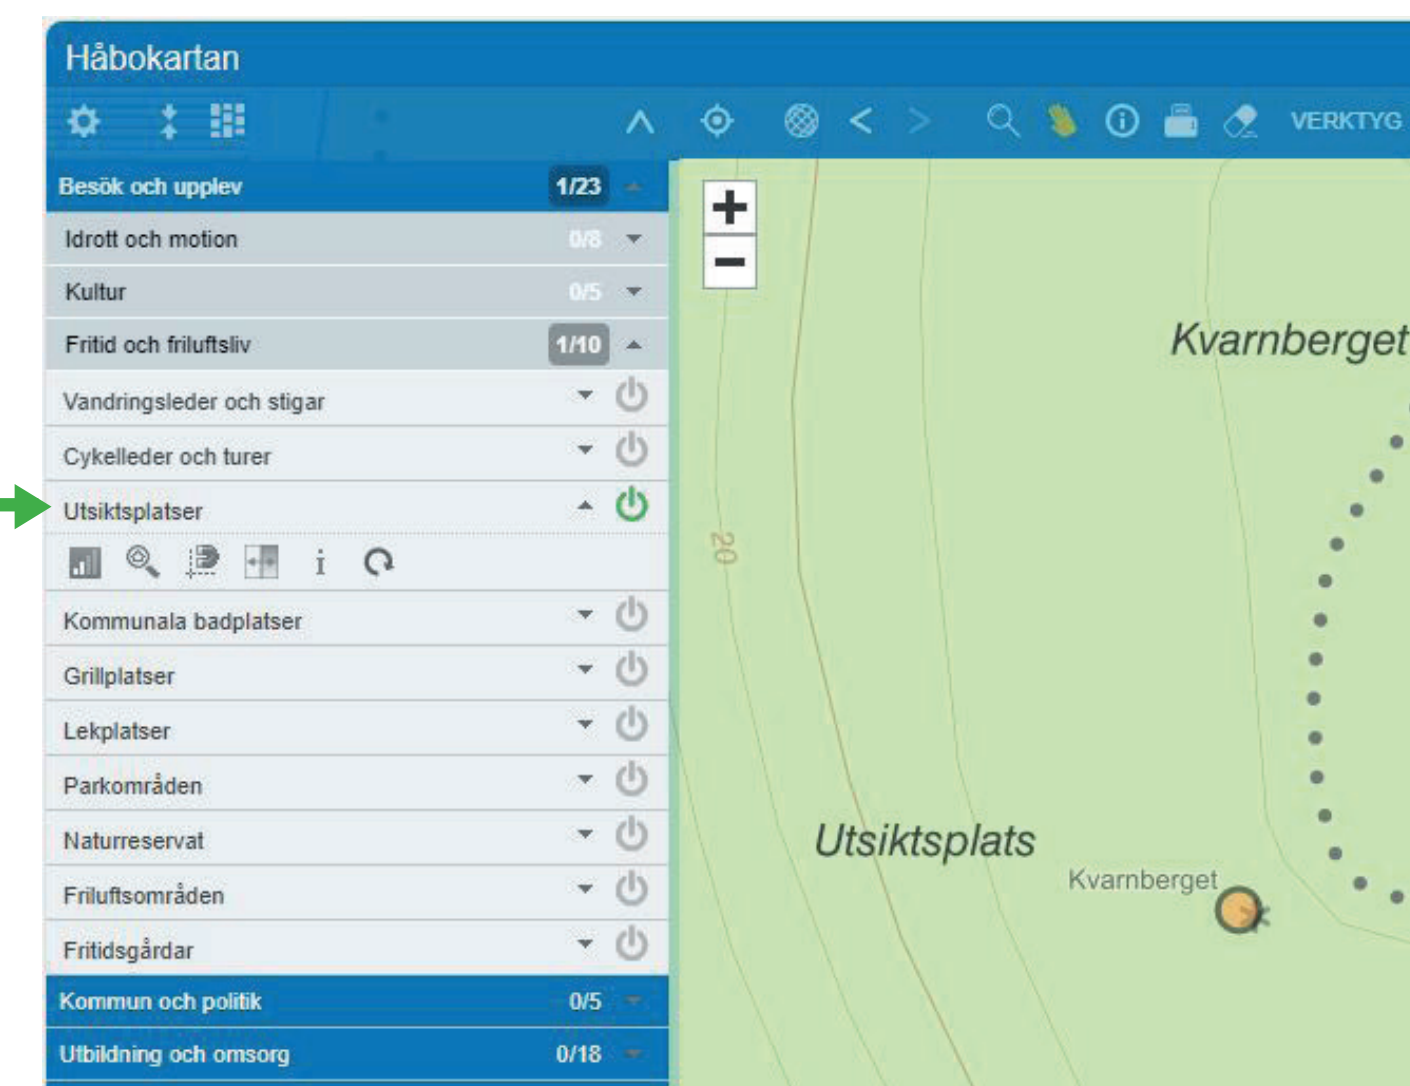 Håbokartan
VERKTYG
Besök och upplev 1/23
Idrott och motion 0/8
Kultur 0/5
Fritid och friluftsliv 1/10
Vandringsleder och stigar
Cykelleder och turer
Utsiktsplatser
i
Kommunala badplatser
Grillplatser
Lekplatser
Parkområden
Naturreservat
Friluftsområden
Fritidsgårdar
Kommun och politik 0/5
Utbildning och omsorg 0/18
Kvarnberget
20
Utsiktsplats
Kvarnberget